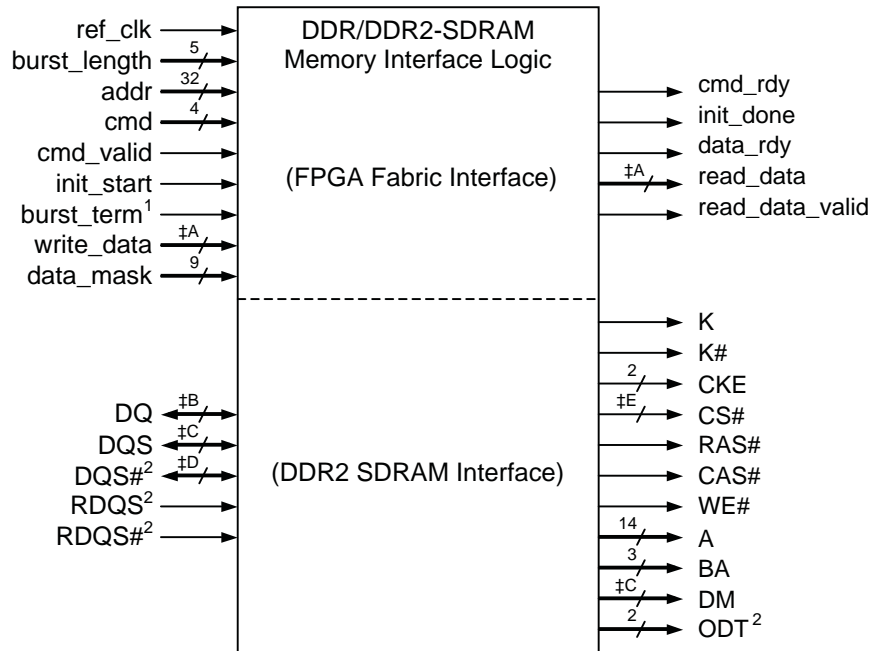 ref_clk
5
burst_length
32
addr
4
cmd
cmd_valid
init_start
burst_term1
‡A
write_data
9
data_mask
DDR/DDR2-SDRAM
Memory Interface Logic
(FPGA Fabric Interface)
cmd_rdy
init_done
data_rdy
‡A
read_data
read_data_valid
‡B
DQ
‡C
DQS
‡D
DQS#2
RDQS2
RDQS#2
(DDR2 SDRAM Interface)
K
K#
2
CKE
‡E
CS#
RAS#
CAS#
WE#
14
A
3
BA
‡C
DM
2
ODT2